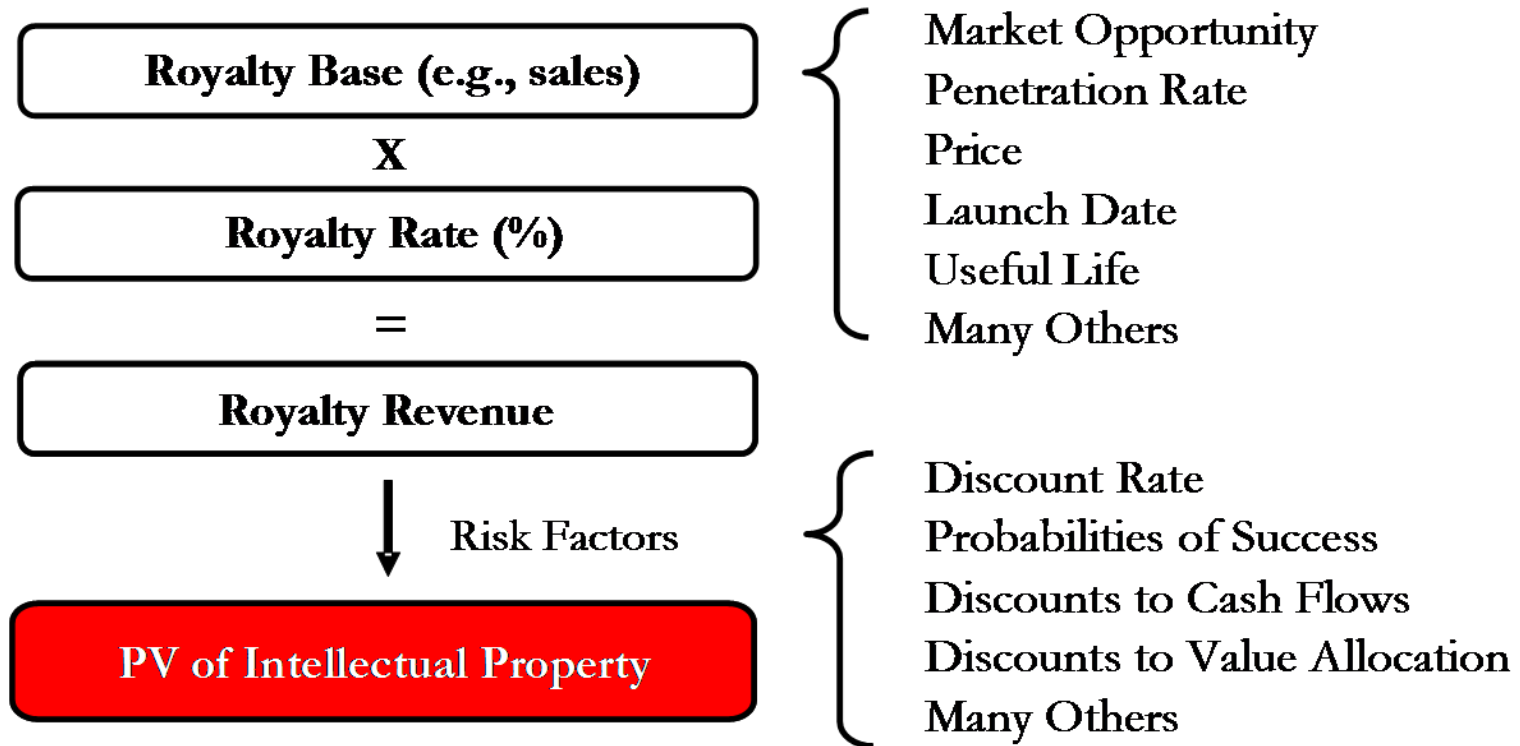 Royalty Base (e.g., sales)
X
Royalty Rate (%)
=
Royalty Revenue
Risk Factors
PV of Intellectual Property
Market Opportunity
Penetration Rate
Price
Launch Date
Useful Life
Many Others
Discount Rate
Probabilities of Success
Discounts to Cash Flows
Discounts to Value Allocation
Many Others